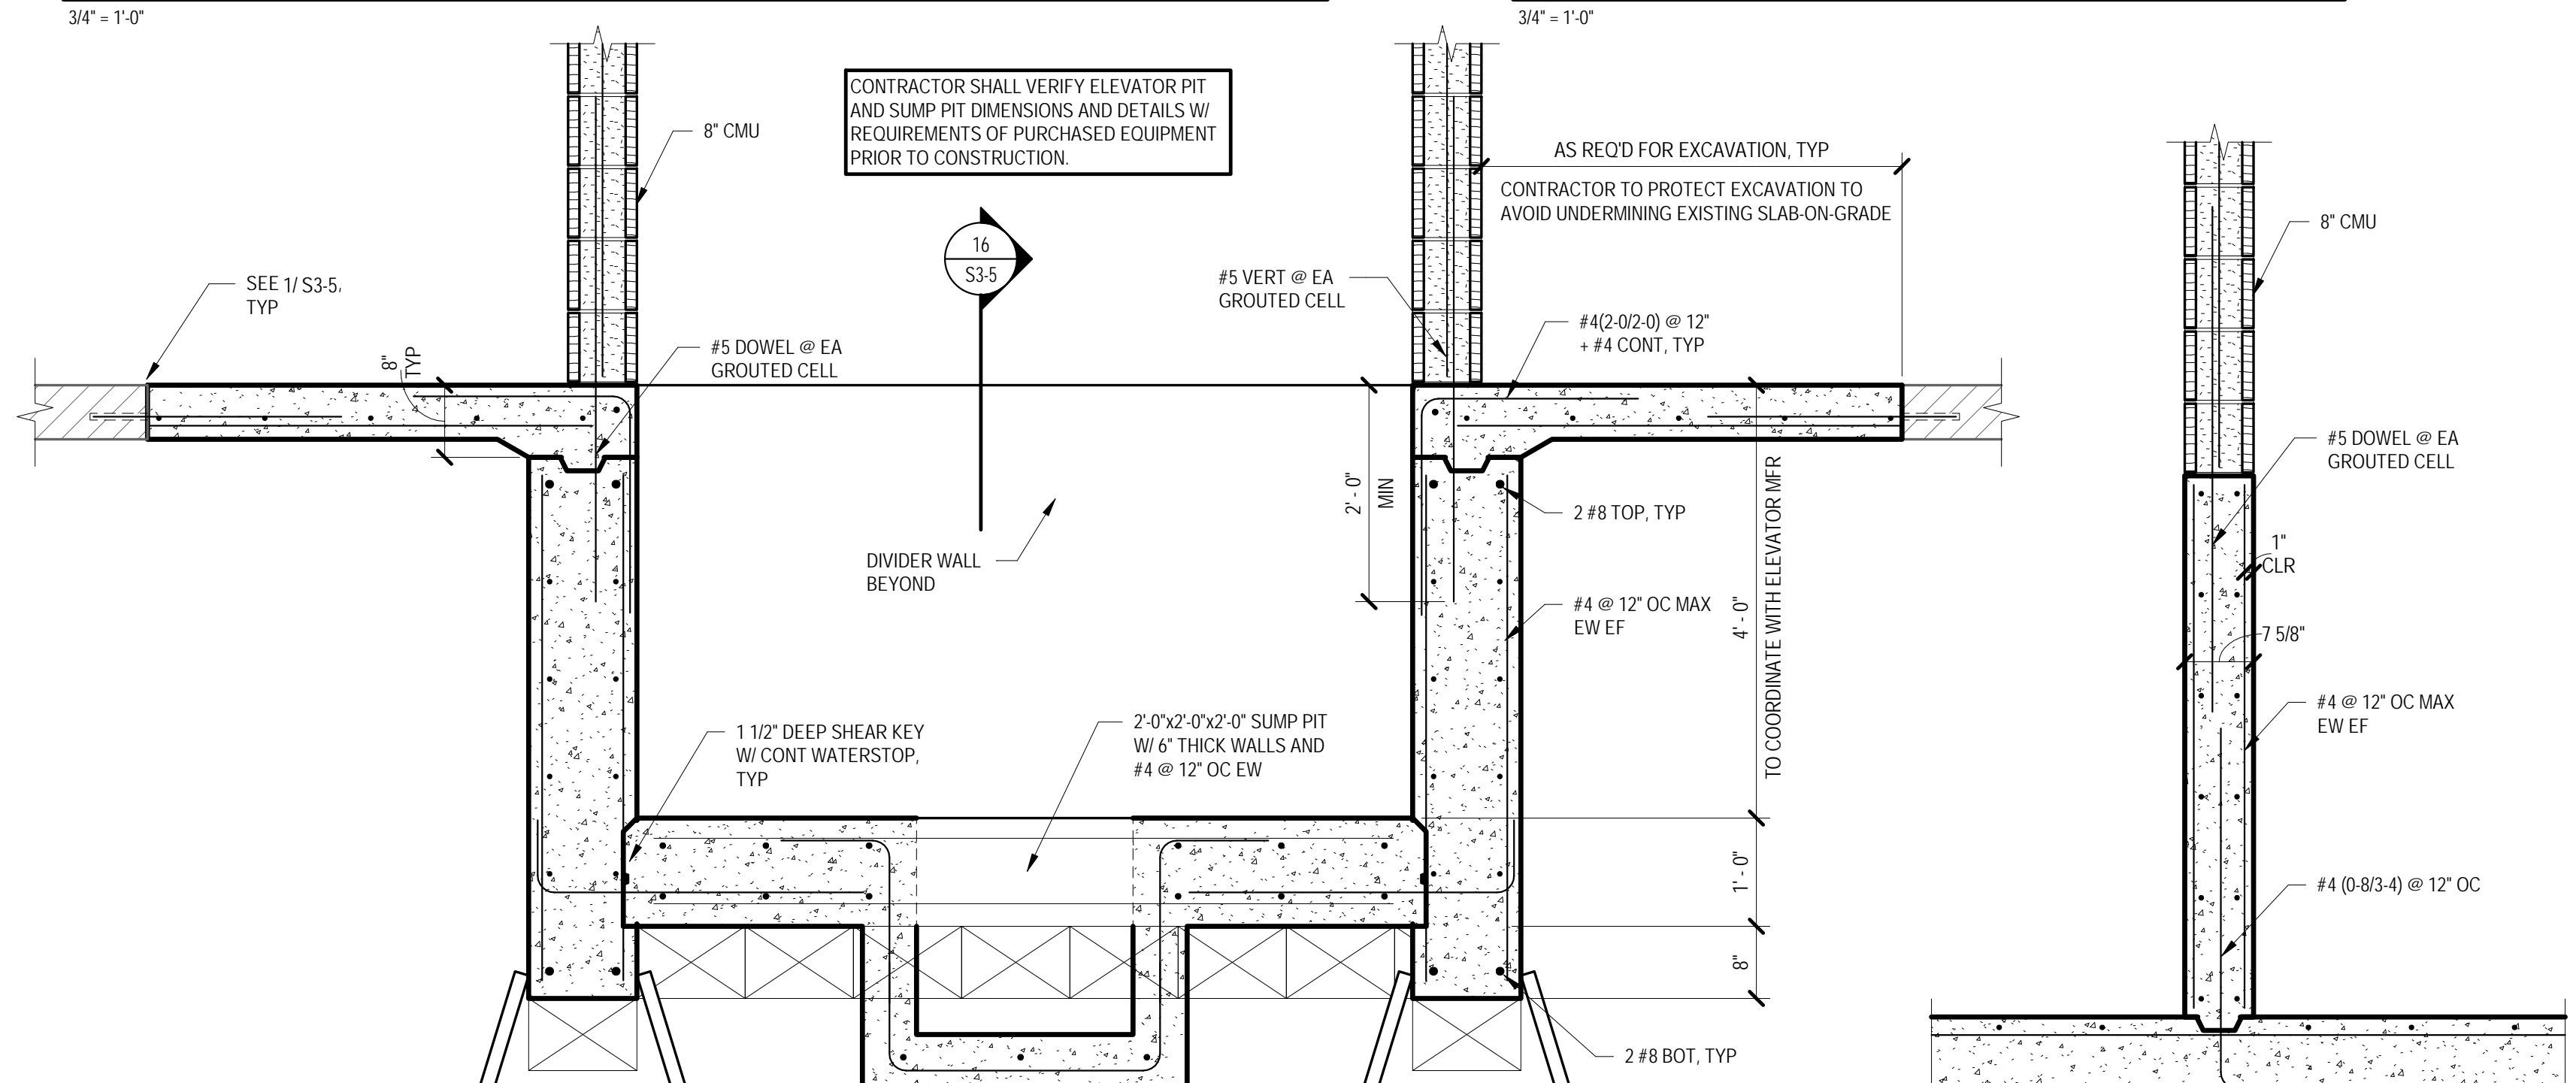 3/4" = 1'-0"
3/4" = 1'-0"
CONTRACTOR SHALL VERIFY ELEVATOR PIT
AND SUMP PIT DIMENSIONS AND DETAILS W/
REQUIREMENTS OF PURCHASED EQUIPMENT
PRIOR TO CONSTRUCTION.
8" CMU
AS REQ'D FOR EXCAVATION, TYP
CONTRACTOR TO PROTECT EXCAVATION TO
AVOID UNDERMINING EXISTING SLAB-ON-GRADE
8" CMU
16
S3-5
SEE 1/ S3-5,
TYP
#5 VERT @ EA
GROUTED CELL
#4(2-0/2-0) @ 12"
+ #4 CONT, TYP
8"
TYP
#5 DOWEL @ EA
GROUTED CELL
#5 DOWEL @ EA
GROUTED CELL
2' - 0"
MIN
2 #8 TOP, TYP
DIVIDER WALL
BEYOND
1"
CLR
#4 @ 12" OC MAX
EW EF
4' - 0"
TO COORDINATE WITH ELEVATOR MFR
7 5/8"
#4 @ 12" OC MAX
EW EF
1 1/2" DEEP SHEAR KEY
W/ CONT WATERSTOP,
TYP
2'-0"x2'-0"x2'-0" SUMP PIT
W/ 6" THICK WALLS AND
#4 @ 12" OC EW
1' - 0"
#4 (0-8/3-4) @ 12" OC
8"
2 #8 BOT, TYP